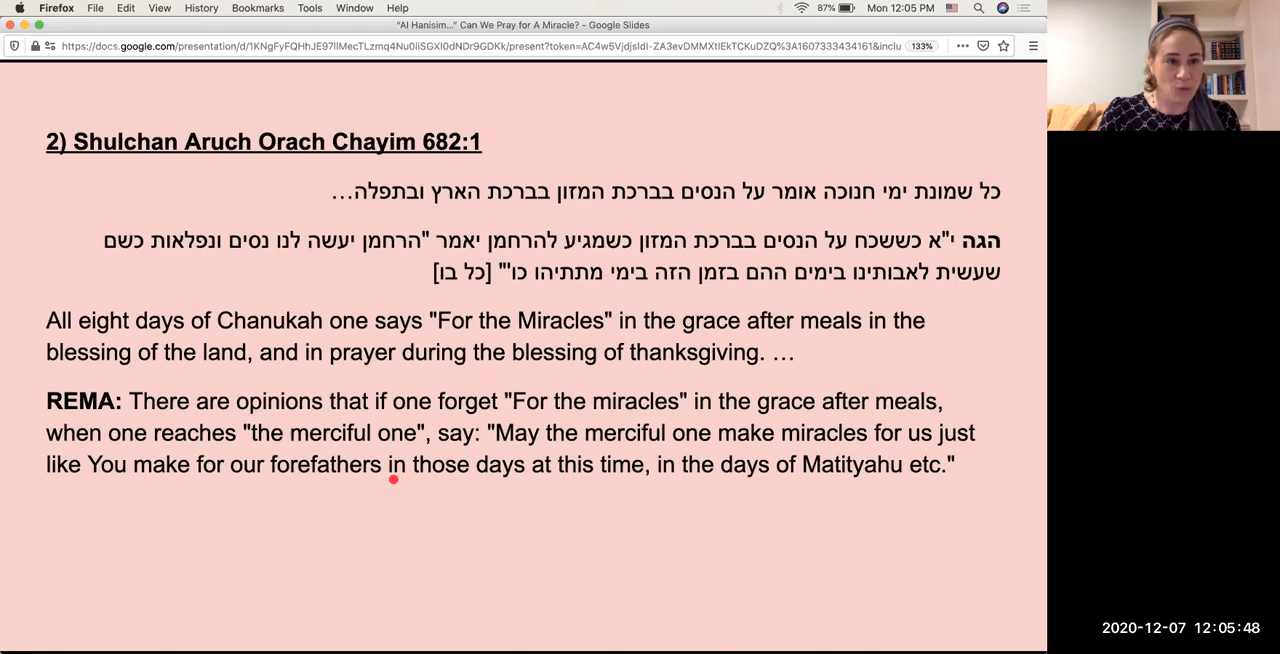 Firefox File Edit View History Bookmarks Tools Window Help 87% Mon 12:05 PM
"Al Hanisim..." Can We Pray for A Miracle? - Google Slides
133%
2) Shulchan Aruch Orach Chayim 682:1
כל שמונת ימי חנוכה אומר על הנסים בברכת המזון בברכת הארץ ובתפלה...
הגה י"א כששכח על הנסים בברכת המזון כשמגיע להרחמן יאמר "הרחמן יעשה לנו נסים ונפלאות כשם
שעשית לאבותינו בימים ההם בזמן הזה בימי מתתיהו כו'" [כל בו]
All eight days of Chanukah one says "For the Miracles" in the grace after meals in the
blessing of the land, and in prayer during the blessing of thanksgiving. ...
REMA: There are opinions that if one forget "For the miracles" in the grace after meals,
when one reaches "the merciful one", say: "May the merciful one make miracles for us just
like You make for our forefathers in those days at this time, in the days of Matityahu etc."
2020-12-07 12:05:48